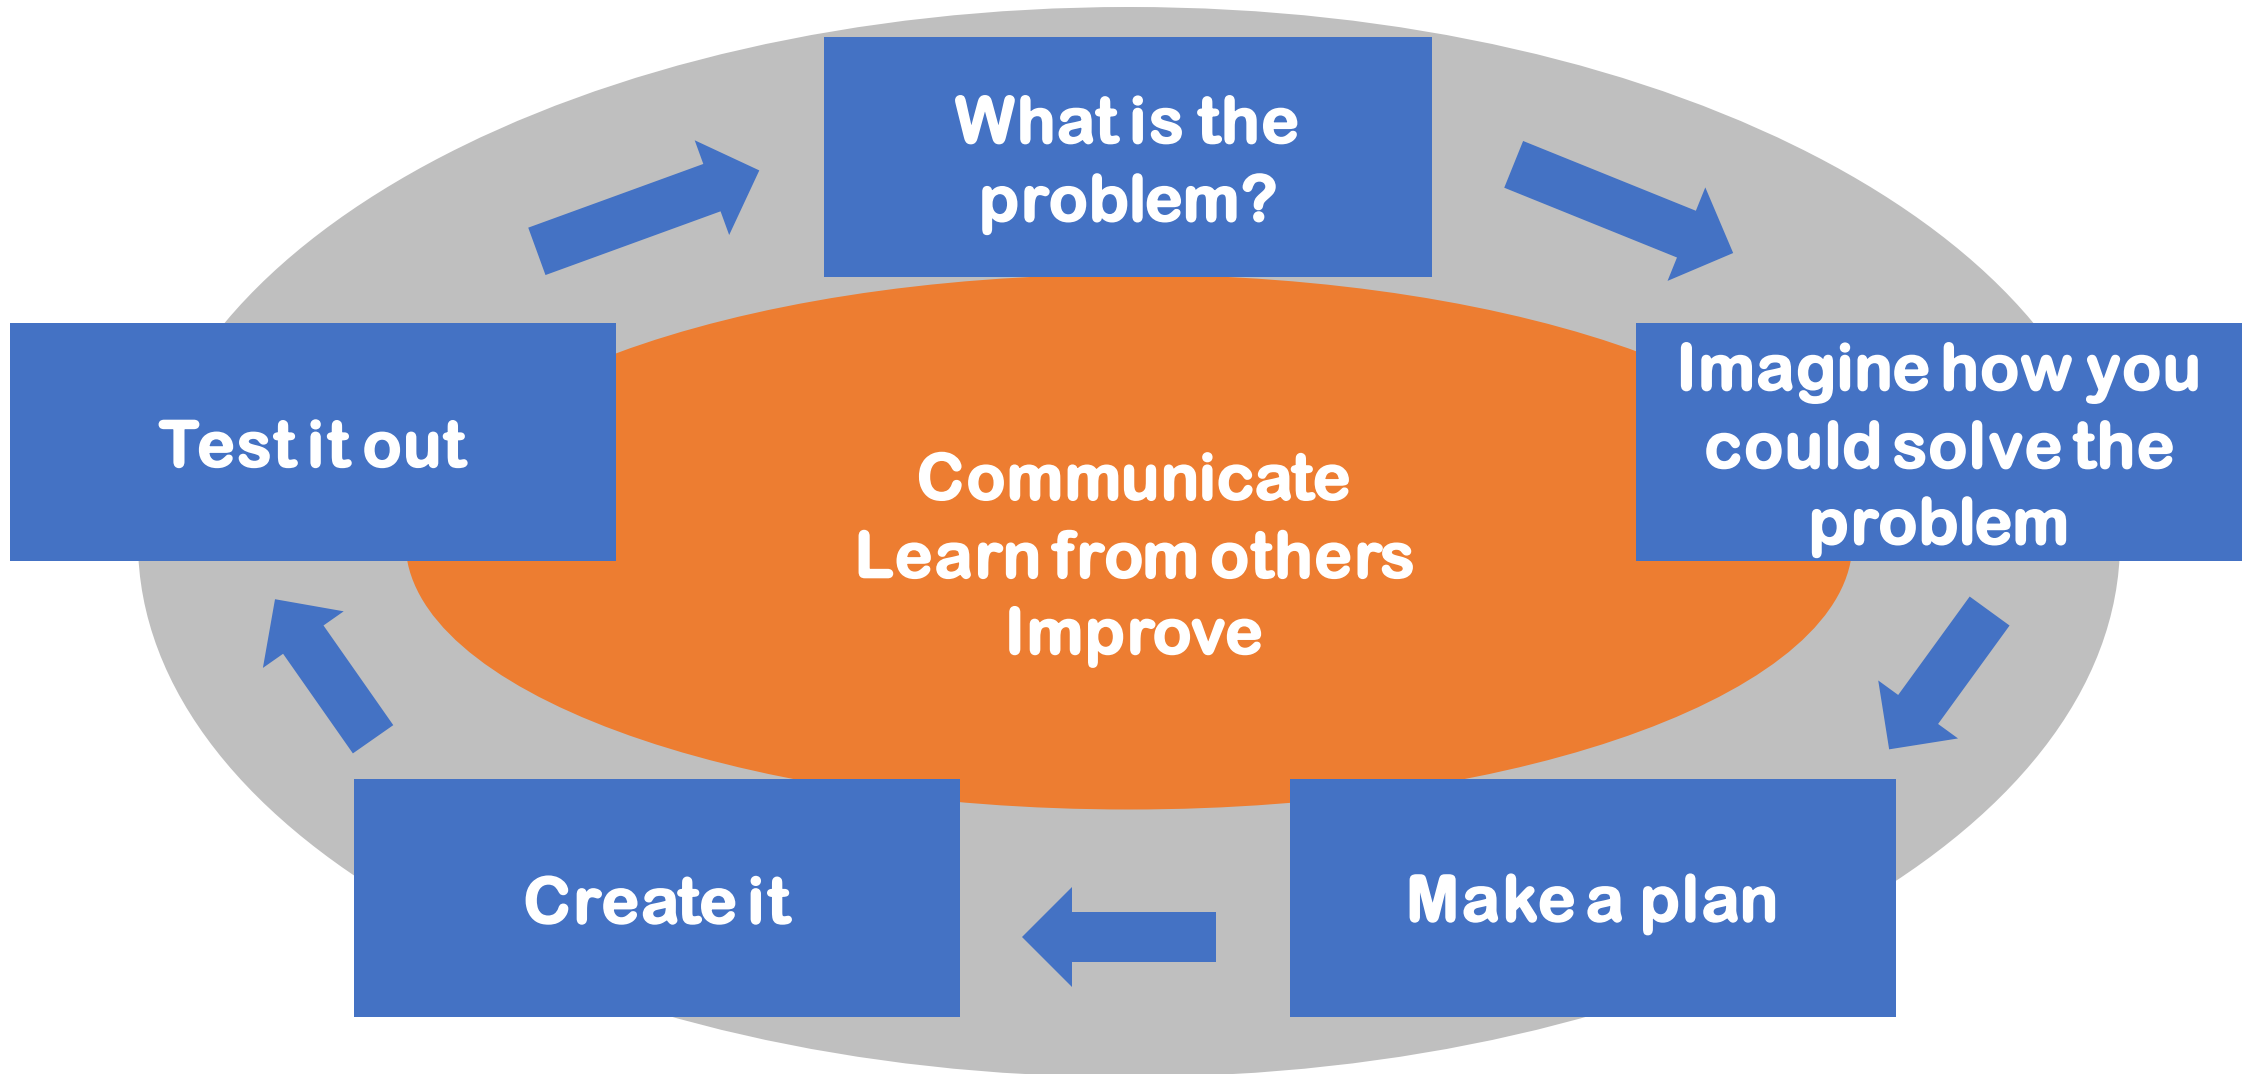 What is the
problem?
Imagine how you
could solve the
problem
Test it out
Communicate
Learn from others
Improve
Create it
Make a plan